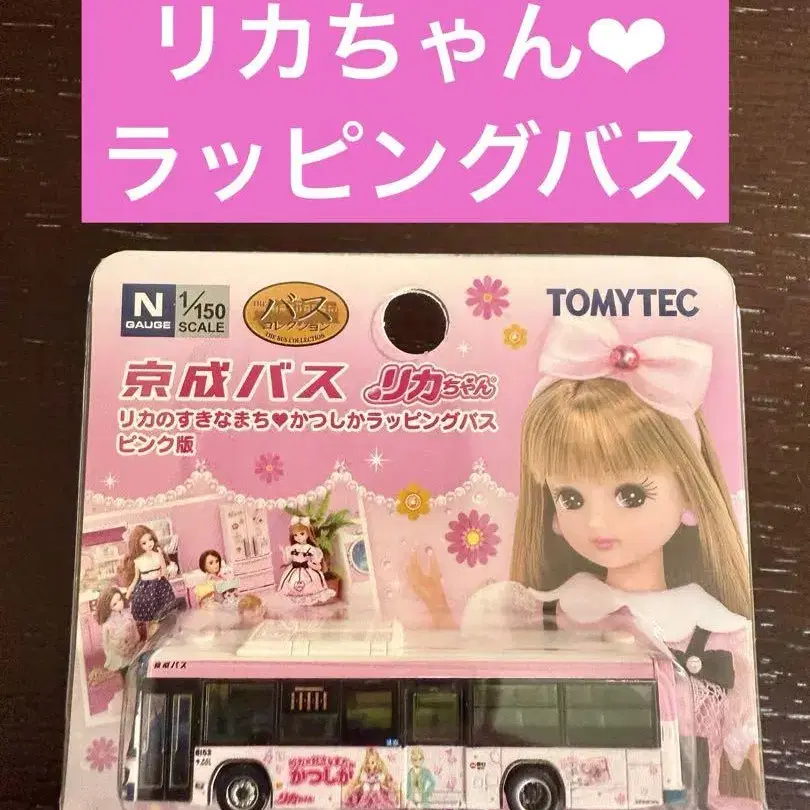 リカちゃん❤
ラッピングバス
N
GAUGE
1/150
SCALE
THE
バス
コレクション
THE BUS COLLECTION
TOMYTEC
京成バス リカちゃん
リカのすきなまち♥かつしかラッピングバス
ピンク版
京成バス
かつしか
リカちゃん